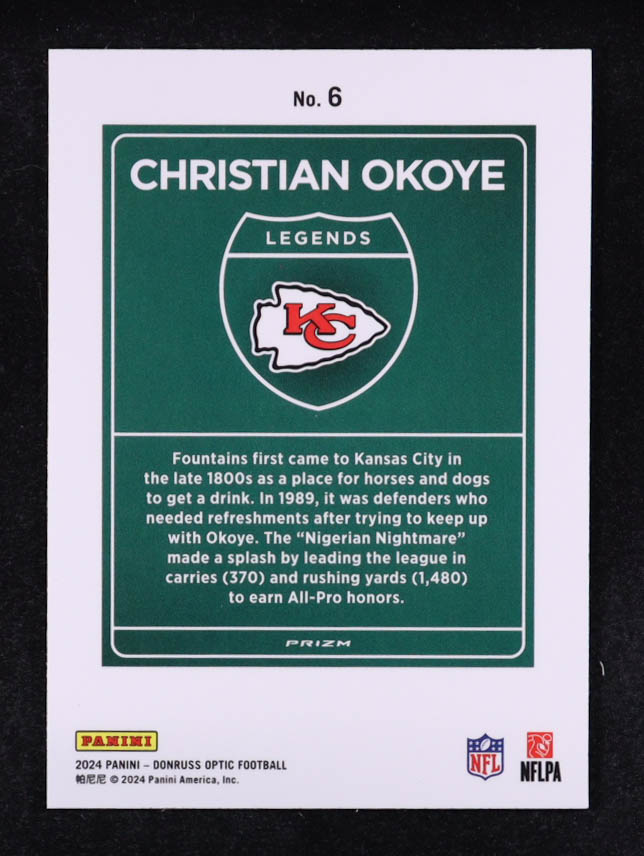 No. 6
CHRISTIAN OKOYE
LEGENDS
KC
Fountains first came to Kansas City in
the late 1800s as a place for horses and dogs
to get a drink. In 1989, it was defenders who
needed refreshments after trying to keep up
with Okoye. The “Nigerian Nightmare”
made a splash by leading the league in
carries (370) and rushing yards (1,480)
to earn All-Pro honors.
PRIZM
PANINI
2024 PANINI – DONRUSS OPTIC FOOTBALL
帕尼尼 © 2024 Panini America, Inc.
NFL
NFLPA